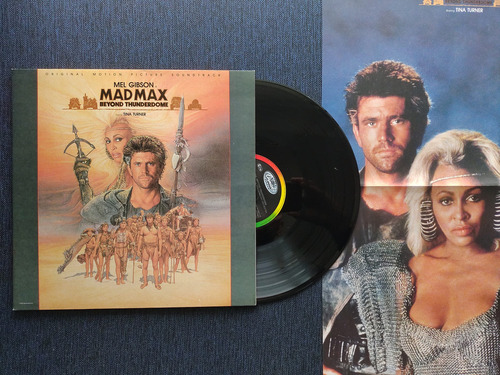 ORIGINAL MOTION PICTURE SOUNDTRACK
MEL GIBSON
MAD MAX
BEYOND THUNDERDOME
TINA TURNER
TINA TURNER